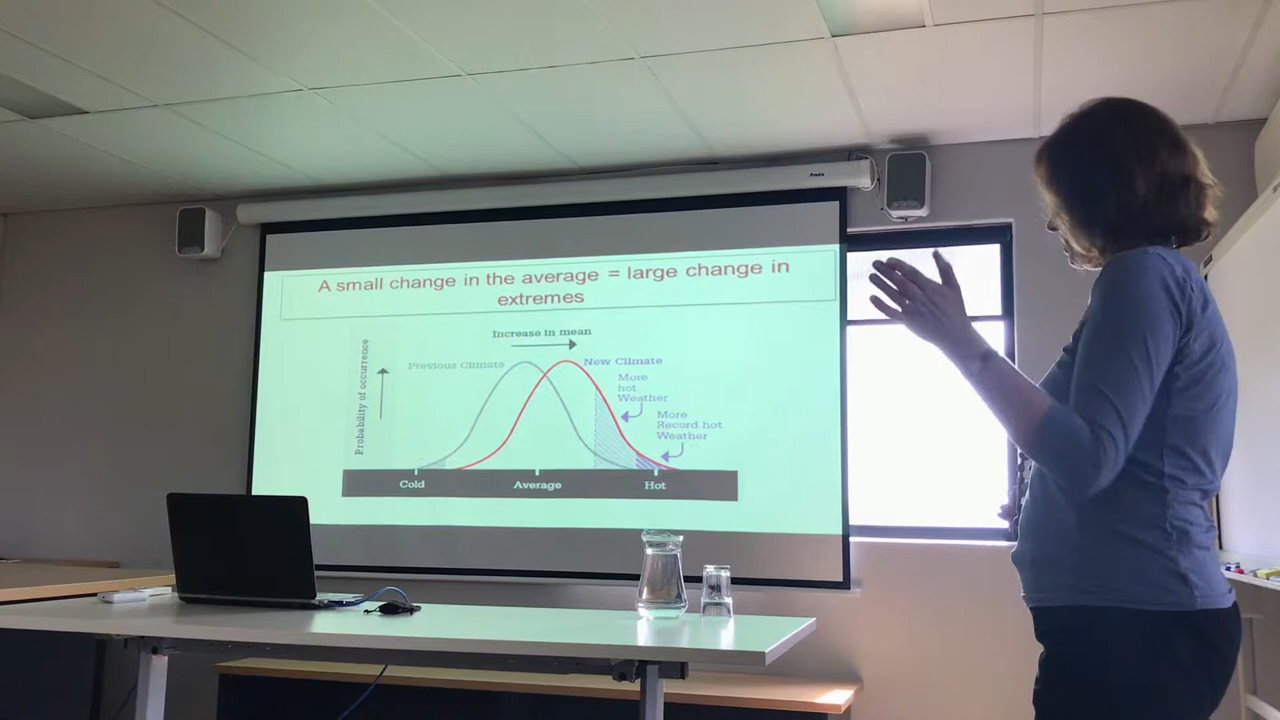 A small change in the average = large change in
extremes
Increase in mean
Previous Climate
New Climate
More
hot
Weather
More
Record hot
Weather
Probability of occurrence
Cold
Average
Hot